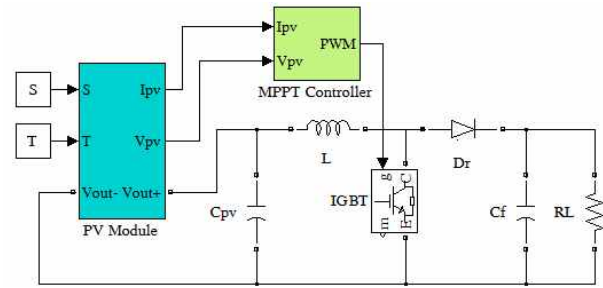 Ipv
PWM
Vpv
MPPT Controller
S
S
Ipv
T
T
Vpv
Vout-
Vout+
PV Module
L
Dr
g
C
IGBT
m
E
Cpv
Cf
RL